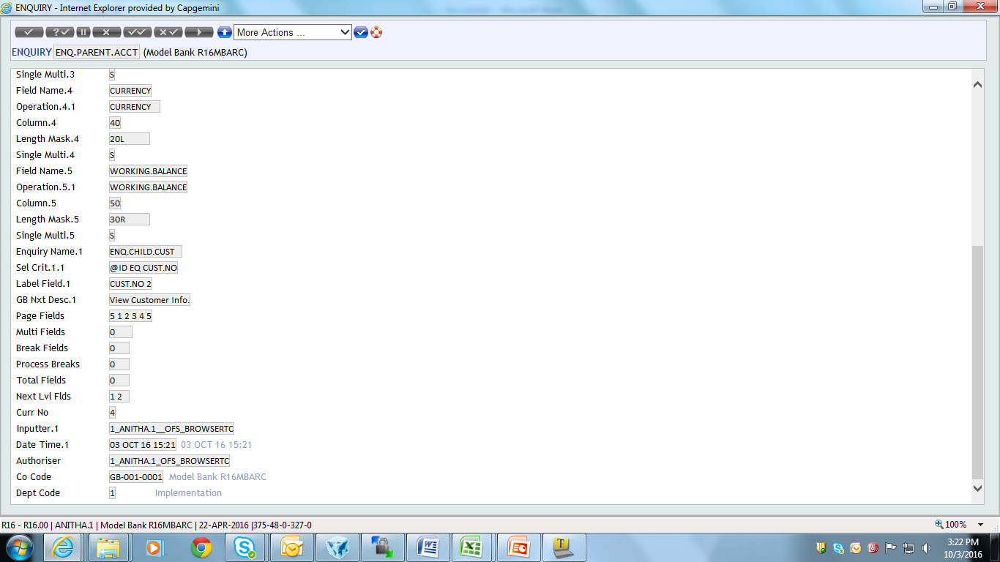 ENQUIRY - Internet Explorer provided by Capgemini
More Actions ...
ENQUIRY ENQ.PARENT.ACCT (Model Bank R16MBARC)
Single Multi.3 S
Field Name.4 CURRENCY
Operation.4.1 CURRENCY
Column.4 40
Length Mask.4 20L
Single Multi.4 S
Field Name.5 WORKING.BALANCE
Operation.5.1 WORKING.BALANCE
Column.5 50
Length Mask.5 30R
Single Multi.5 S
Enquiry Name.1 ENQ.CHILD.CUST
Sel Crit.1.1 @ID EQ CUST.NO
Label Field.1 CUST.NO 2
GB Nxt Desc.1 View Customer Info.
Page Fields 5 1 2 3 4 5
Multi Fields 0
Break Fields 0
Process Breaks 0
Total Fields 0
Next Lvl Flds 1 2
Curr No 4
Inputter.1 1_ANITHA.1__OFS_BROWSERTC
Date Time.1 03 OCT 16 15:21 03 OCT 16 15:21
Authoriser 1_ANITHA.1_OFS_BROWSERTC
Co Code GB-001-0001 Model Bank R16MBARC
Dept Code 1 Implementation
R16 - R16.00 | ANITHA.1 | Model Bank R16MBARC | 22-APR-2016 |375-48-0-327-0
100%
3:22 PM
10/3/2016